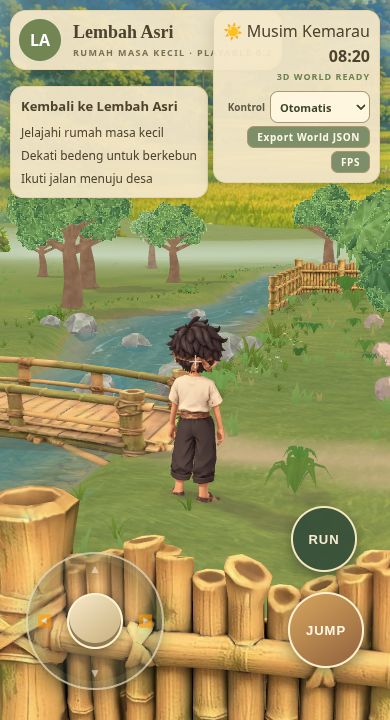 LA
Lembah Asri
RUMAH MASA KECIL · PLAYABLE 0.2
☀️ Musim Kemarau
08:20
3D WORLD READY
Kontrol Otomatis
Export World JSON
FPS
Kembali ke Lembah Asri
Jelajahi rumah masa kecil
Dekati bedeng untuk berkebun
Ikuti jalan menuju desa
RUN
JUMP